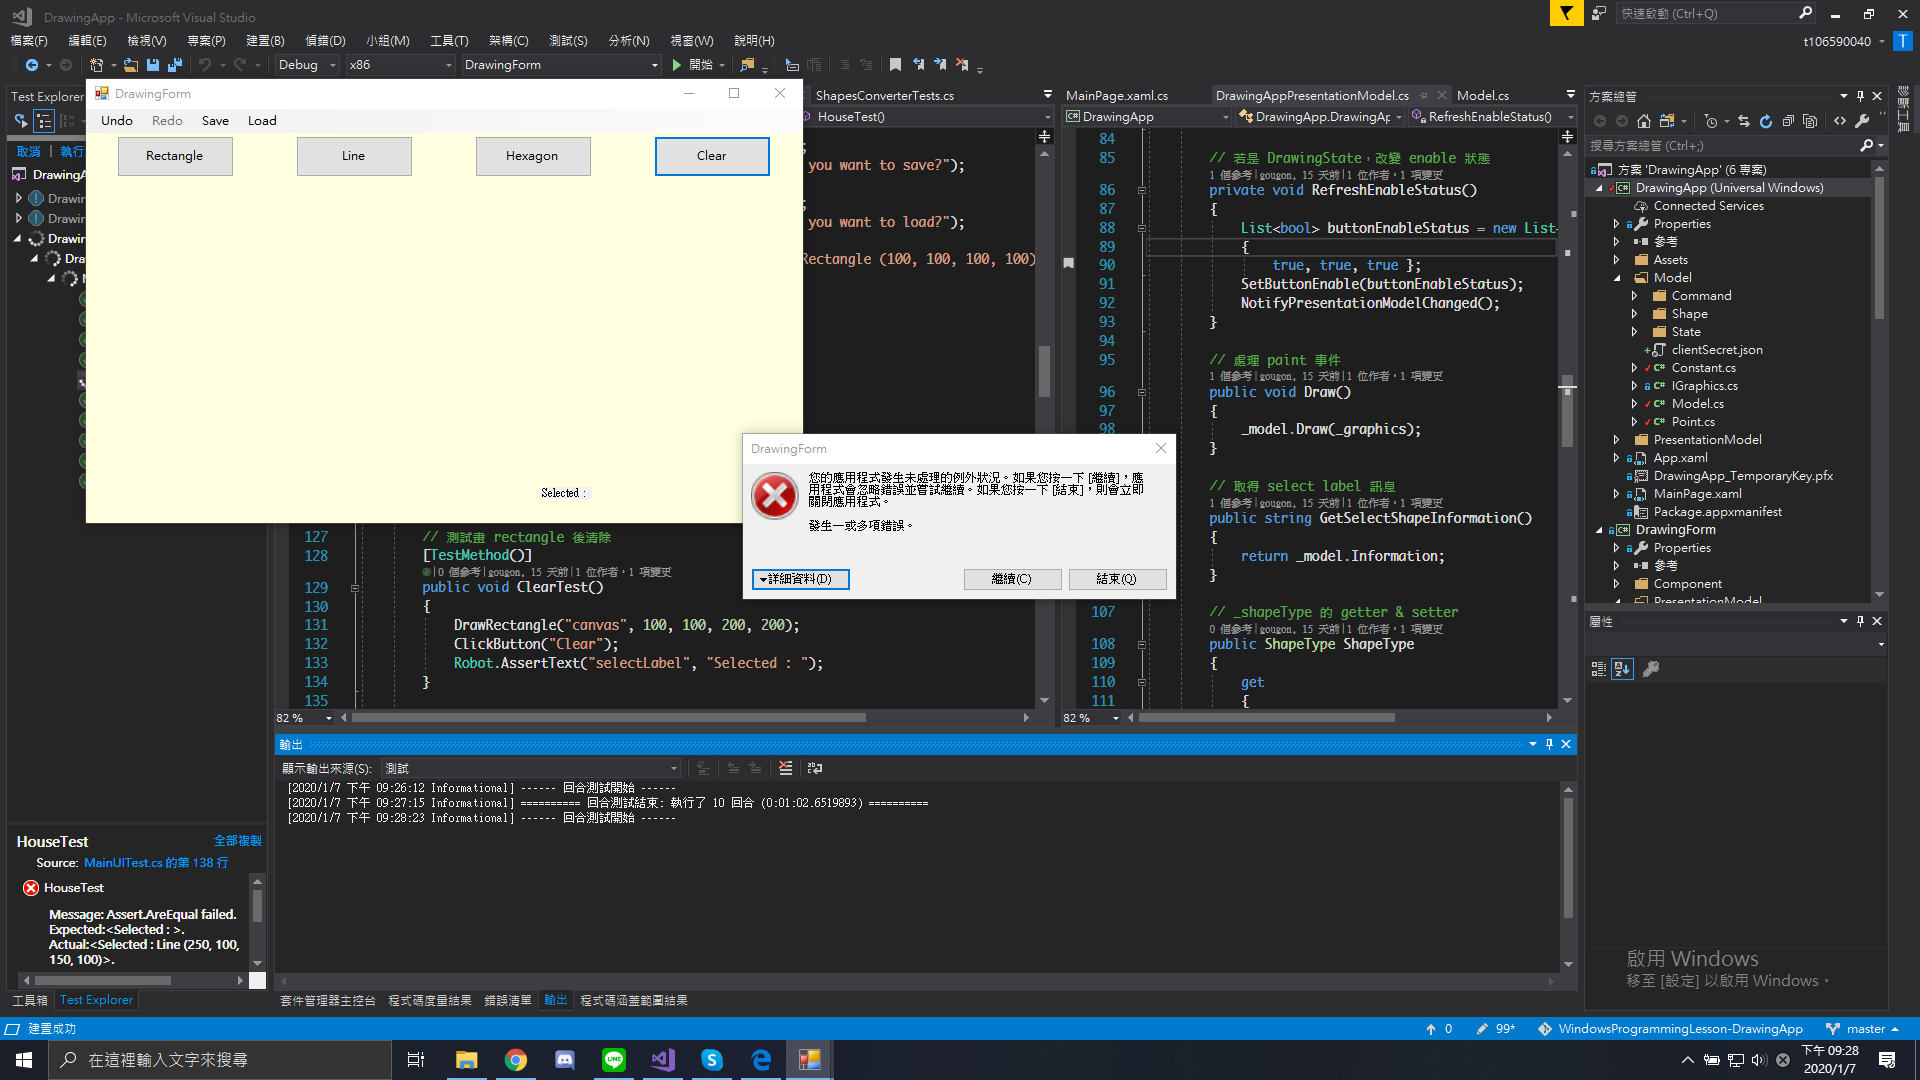 DrawingApp - Microsoft Visual Studio
快速啟動 (Ctrl+Q)
檔案(F) 編輯(E) 檢視(V) 專案(P) 建置(B) 偵錯(D) 小組(M) 工具(T) 架構(C) 測試(S) 分析(N) 視窗(W) 說明(H)
t106590040 T
Debug x86 DrawingForm 開始
Test Explorer
取消 執行
DrawingA
Drawin
Drawin
Drawin
Dra
DrawingForm
Undo Redo Save Load
Rectangle Line Hexagon Clear
Selected :
ShapesConverterTests.cs
HouseTest()
you want to save?");
you want to load?");
Rectangle (100, 100, 100, 100)
127 // 測試畫 rectangle 後清除
128 [TestMethod()]
0 個參考|gougon, 15 天前|1 位作者, 1 項變更
129 public void ClearTest()
130 {
131 DrawRectangle("canvas", 100, 100, 200, 200);
132 ClickButton("Clear");
133 Robot.AssertText("selectLabel", "Selected : ");
134 }
135
82 %
DrawingForm
您的應用程式發生未處理的例外狀況。如果您按一下 [繼續]，應
用程式會忽略錯誤並嘗試繼續。如果您按一下 [結束]，則會立即
關閉應用程式。
發生一或多項錯誤。
詳細資料(D) 繼續(C) 結束(Q)
MainPage.xaml.cs DrawingAppPresentationModel.cs Model.cs
DrawingApp DrawingApp.DrawingAp RefreshEnableStatus()
84
85 // 若是 DrawingState，改變 enable 狀態
1 個參考|gougon, 15 天前|1 位作者, 1 項變更
86 private void RefreshEnableStatus()
87 {
88 List<bool> buttonEnableStatus = new List
89 {
90 true, true, true };
91 SetButtonEnable(buttonEnableStatus);
92 NotifyPresentationModelChanged();
93 }
94
95 // 處理 paint 事件
1 個參考|gougon, 15 天前|1 位作者, 1 項變更
96 public void Draw()
97 {
98 _model.Draw(_graphics);
}
// 取得 select label 訊息
1 個參考|gougon, 15 天前|1 位作者, 1 項變更
public string GetSelectShapeInformation()
{
return _model.Information;
}
107 // _shapeType 的 getter & setter
0 個參考|gougon, 15 天前|1 位作者, 1 項變更
108 public ShapeType ShapeType
109 {
110 get
111 {
82 %
方案總管
搜尋方案總管 (Ctrl+;)
方案 'DrawingApp' (6 專案)
DrawingApp (Universal Windows)
Connected Services
Properties
參考
Assets
Model
Command
Shape
State
clientSecret.json
Constant.cs
IGraphics.cs
Model.cs
Point.cs
PresentationModel
App.xaml
DrawingApp_TemporaryKey.pfx
MainPage.xaml
Package.appxmanifest
DrawingForm
Properties
參考
Component
PresentationModel
診斷工具
屬性
輸出
顯示輸出來源(S): 測試
[2020/1/7 下午 09:26:12 Informational] ------ 回合測試開始 ------
[2020/1/7 下午 09:27:15 Informational] ========== 回合測試結束: 執行了 10 回合 (0:01:02.6519893) ==========
[2020/1/7 下午 09:28:23 Informational] ------ 回合測試開始 ------
HouseTest 全部複製
Source: MainUITest.cs 的第 138 行
HouseTest
Message: Assert.AreEqual failed.
Expected:<Selected : >.
Actual:<Selected : Line (250, 100,
150, 100)>.
工具箱 Test Explorer
套件管理器主控台 程式碼度量結果 錯誤清單 輸出 程式碼涵蓋範圍結果
啟用 Windows
移至 [設定] 以啟用 Windows。
建置成功
0 99* WindowsProgrammingLesson-DrawingApp master
在這裡輸入文字來搜尋
下午 09:28
2020/1/7